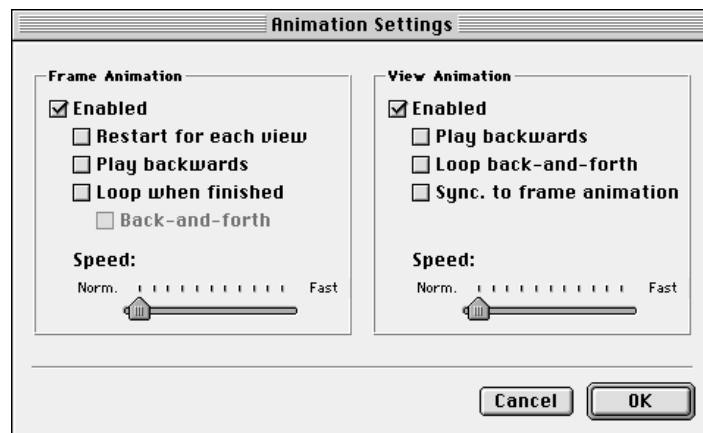 Animation Settings
Frame Animation
Enabled
Restart for each view
Play backwards
Loop when finished
Back-and-forth
Speed:
Norm. Fast
View Animation
Enabled
Play backwards
Loop back-and-forth
Sync. to frame animation
Speed:
Norm. Fast
Cancel OK